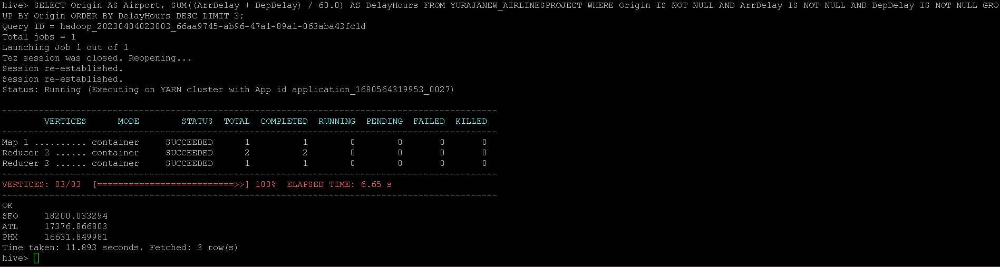 hive> SELECT Origin AS Airport, SUM((ArrDelay + DepDelay) / 60.0) AS DelayHours FROM YURAJANEW_AIRLINESPROJECT WHERE Origin IS NOT NULL AND ArrDelay IS NOT NULL AND DepDelay IS NOT NULL GRO
UP BY Origin ORDER BY DelayHours DESC LIMIT 3;
Query ID = hadoop_20230404023003_66aa9745-ab96-47a1-89a1-063aba43fc1d
Total jobs = 1
Launching Job 1 out of 1
Tez session was closed. Reopening...
Session re-established.
Session re-established.
Status: Running (Executing on YARN cluster with App id application_1680564319953_0027)
----------------------------------------------------------------------------------------------
        VERTICES      MODE        STATUS  TOTAL  COMPLETED  RUNNING  PENDING  FAILED  KILLED
----------------------------------------------------------------------------------------------
Map 1 .......... container     SUCCEEDED      1          1        0        0       0       0
Reducer 2 ...... container     SUCCEEDED      2          2        0        0       0       0
Reducer 3 ...... container     SUCCEEDED      1          1        0        0       0       0
----------------------------------------------------------------------------------------------
VERTICES: 03/03  [==========================>>] 100%  ELAPSED TIME: 6.65 s
----------------------------------------------------------------------------------------------
OK
SFO     18200.033294
ATL     17376.866803
PHX     16631.849981
Time taken: 11.893 seconds, Fetched: 3 row(s)
hive>